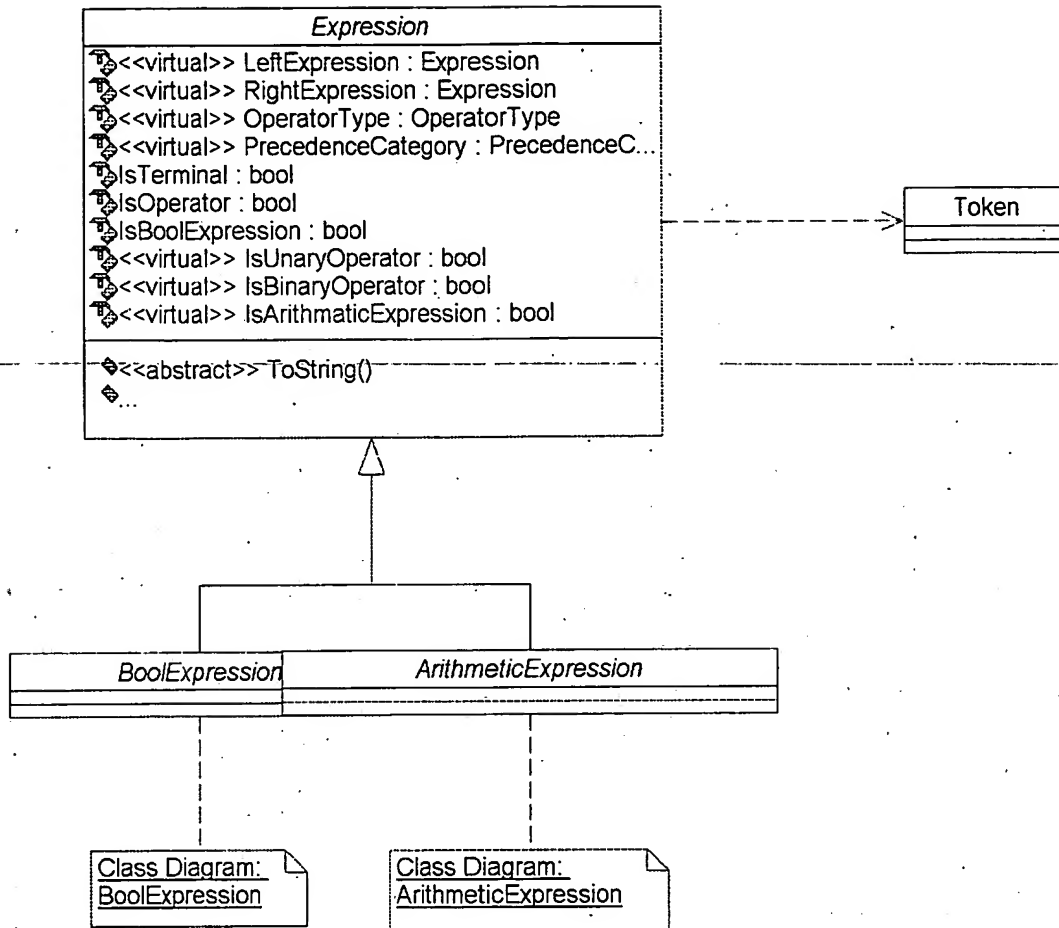 Expression
<<virtual>> LeftExpression : Expression
<<virtual>> RightExpression : Expression
<<virtual>> OperatorType : OperatorType
<<virtual>> PrecedenceCategory : PrecedenceC...
IsTerminal : bool
IsOperator : bool
IsBoolExpression : bool
<<virtual>> IsUnaryOperator : bool
<<virtual>> IsBinaryOperator : bool
<<virtual>> IsArithmaticExpression : bool
<<abstract>> ToString()
...
Token
BoolExpression
ArithmeticExpression
Class Diagram:
BoolExpression
Class Diagram:
ArithmeticExpression